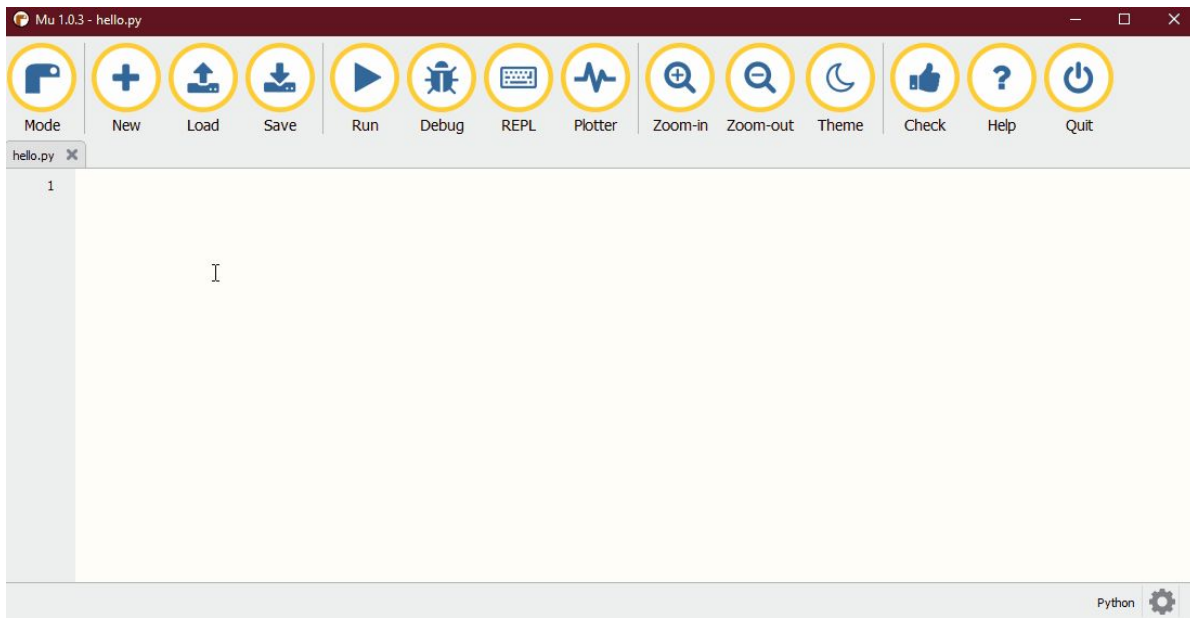 Mu 1.0.3 - hello.py
Mode New Load Save Run Debug REPL Plotter Zoom-in Zoom-out Theme Check Help Quit
hello.py
1
Python